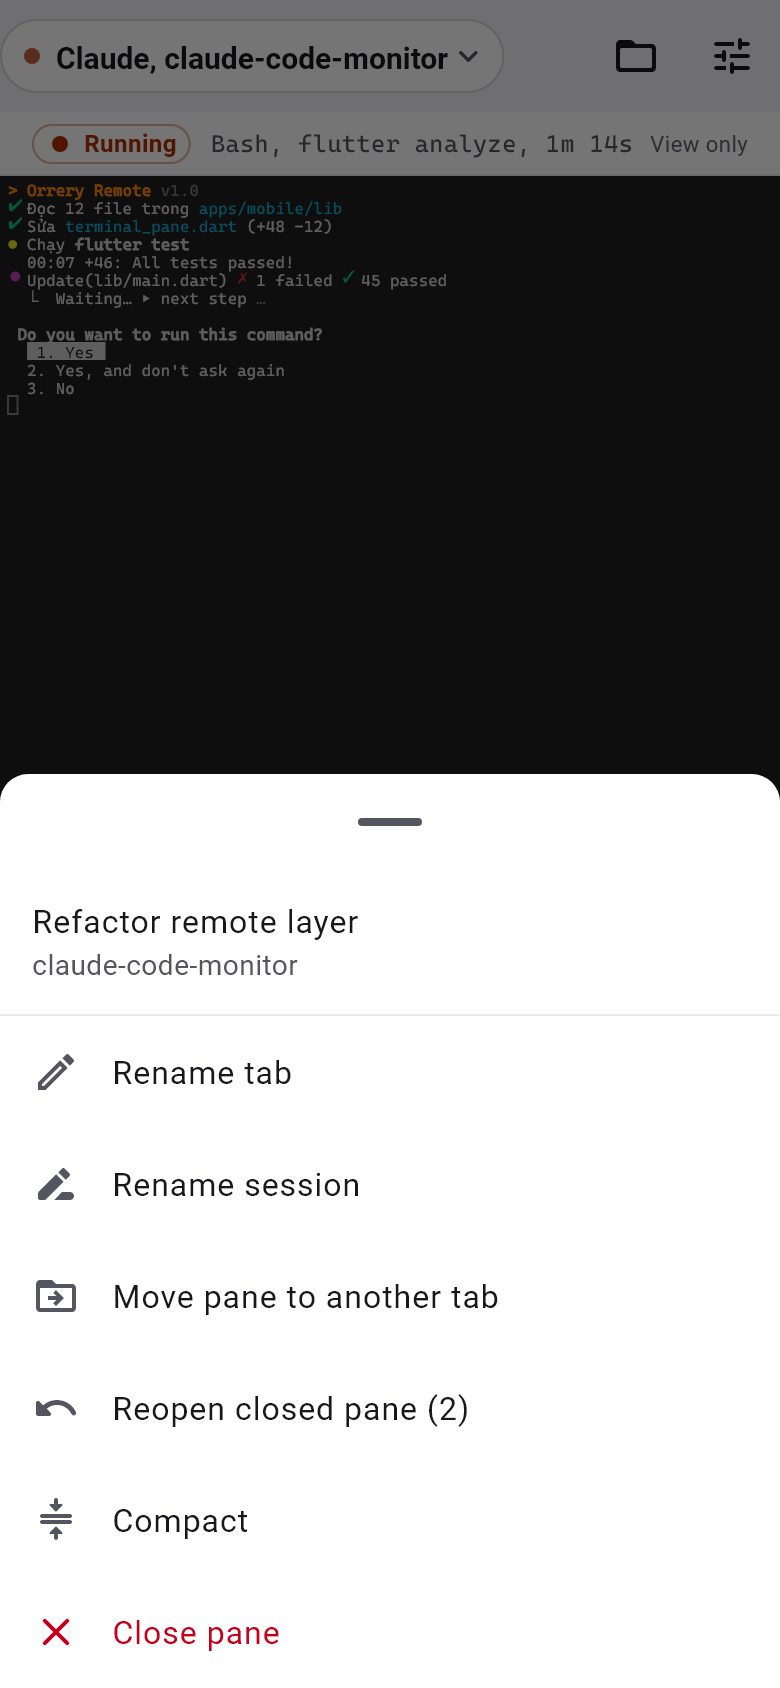 Claude, claude-code-monitor
Running Bash, flutter analyze, 1m 14s View only
> Orrery Remote v1.0
✔ Đọc 12 file trong apps/mobile/lib
✔ Sửa terminal_pane.dart (+48 -12)
● Chạy flutter test
00:07 +46: All tests passed!
● Update(lib/main.dart) ✗ 1 failed ✓ 45 passed
└ Waiting… ▸ next step …
Do you want to run this command?
1. Yes
2. Yes, and don't ask again
3. No
Refactor remote layer
claude-code-monitor
Rename tab
Rename session
Move pane to another tab
Reopen closed pane (2)
Compact
Close pane